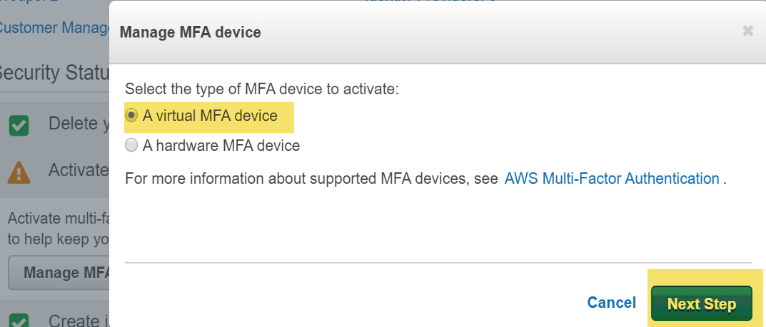 Customer Manag
Manage MFA device
Security Statu
Select the type of MFA device to activate:
A virtual MFA device
Delete y
A hardware MFA device
Activate
For more information about supported MFA devices, see AWS Multi-Factor Authentication .
Activate multi-fa
to help keep yo
Manage MFA
Cancel
Next Step
Create i